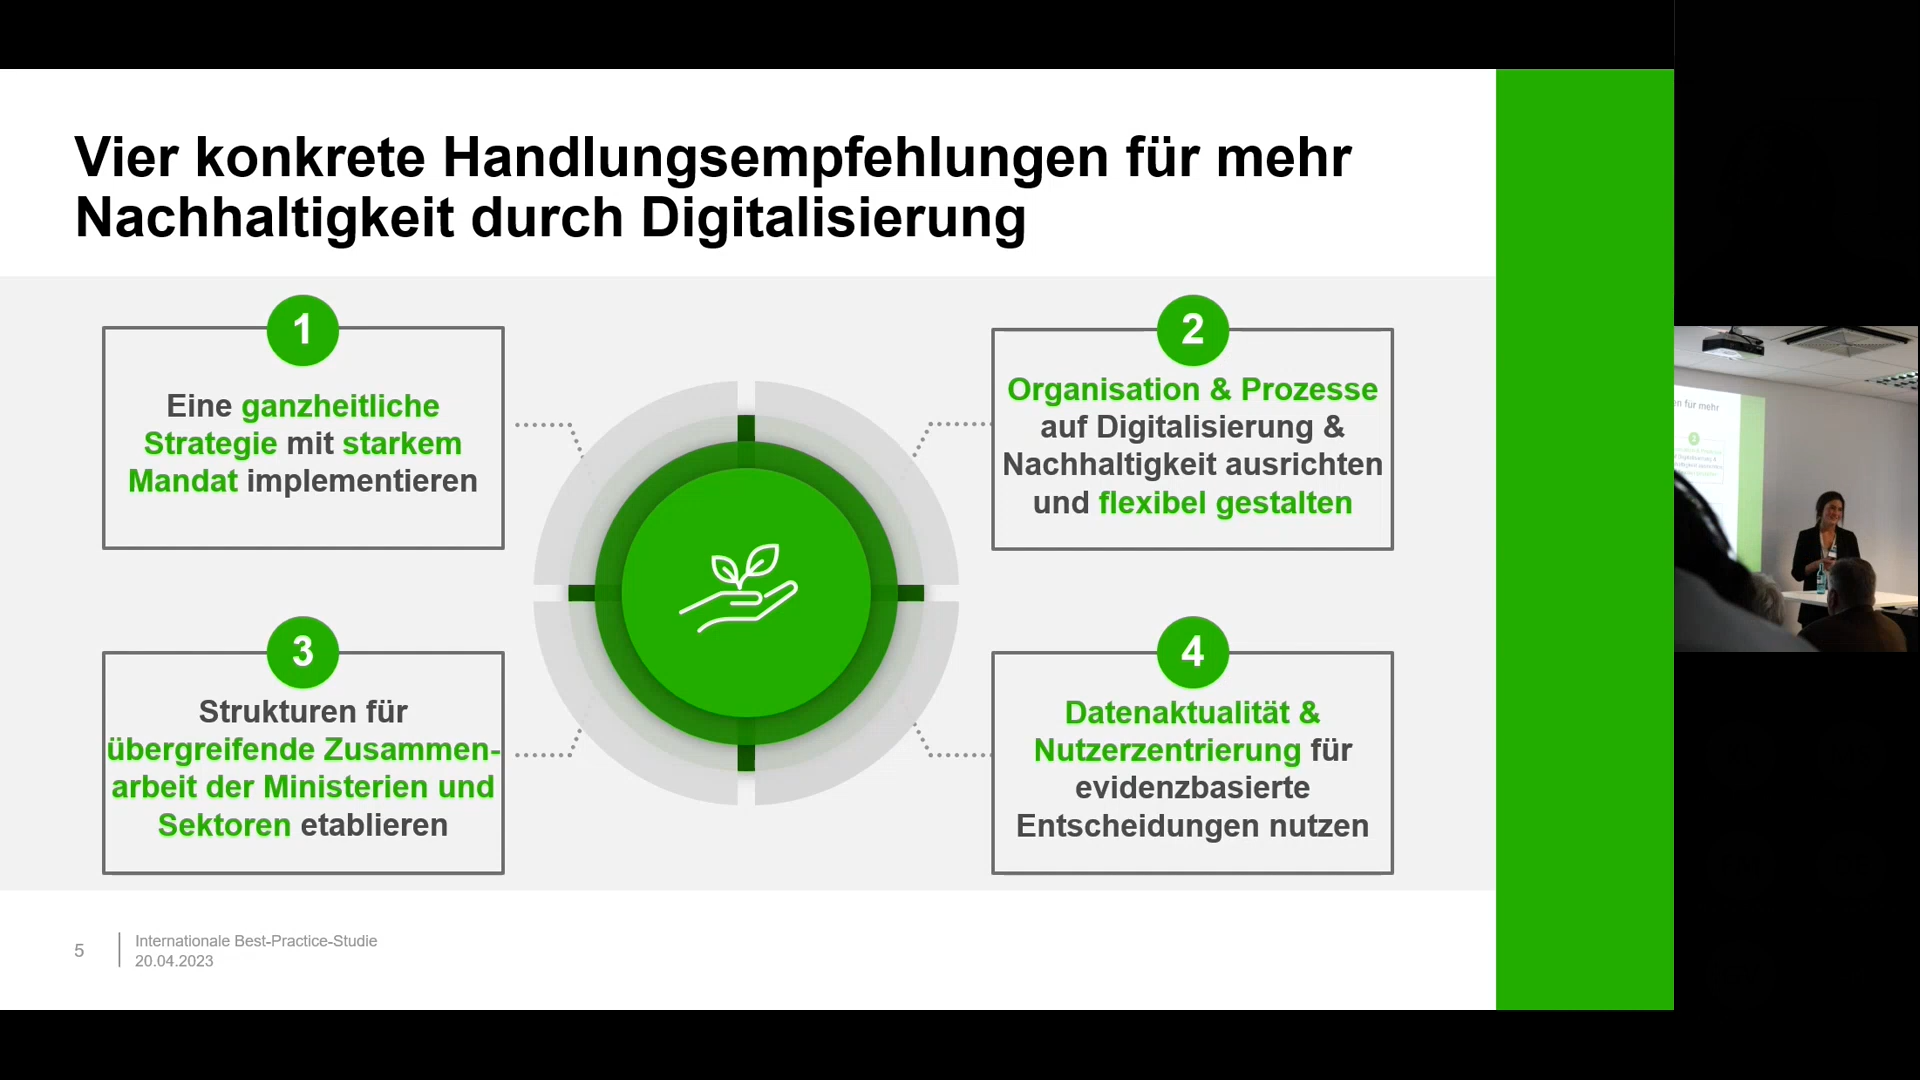 Vier konkrete Handlungsempfehlungen für mehr
Nachhaltigkeit durch Digitalisierung
1
Eine ganzheitliche
Strategie mit starkem
Mandat implementieren
2
Organisation & Prozesse
auf Digitalisierung &
Nachhaltigkeit ausrichten
und flexibel gestalten
3
Strukturen für
übergreifende Zusammen-
arbeit der Ministerien und
Sektoren etablieren
4
Datenaktualität &
Nutzerzentrierung für
evidenzbasierte
Entscheidungen nutzen
5
Internationale Best-Practice-Studie
20.04.2023
für mehr